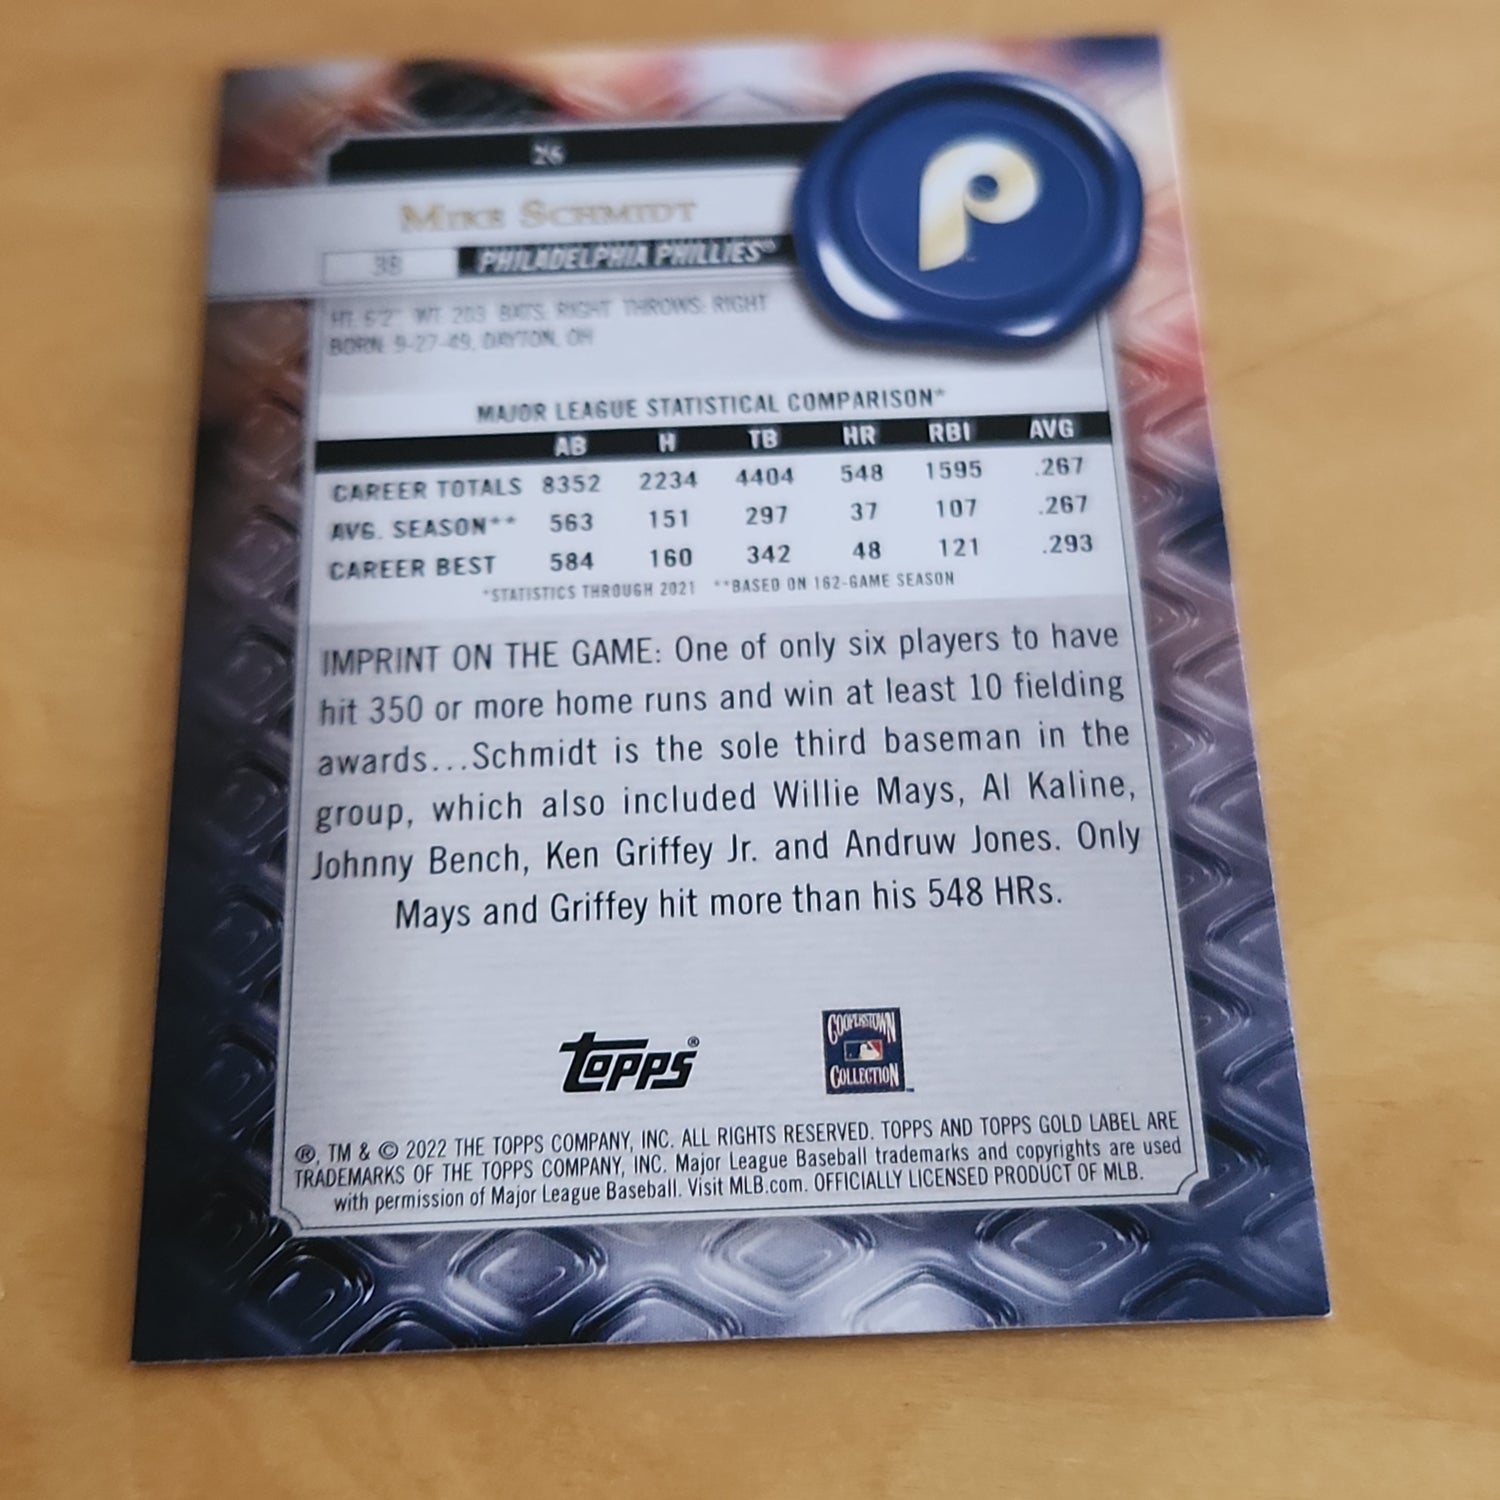 26
MIKE SCHMIDT
3B PHILADELPHIA PHILLIES®
HT: 6'2" WT: 203 BATS: RIGHT THROWS: RIGHT
BORN: 9-27-49, DAYTON, OH
MAJOR LEAGUE STATISTICAL COMPARISON*
AB H TB HR RBI AVG
CAREER TOTALS 8352 2234 4404 548 1595 .267
AVG. SEASON** 563 151 297 37 107 .267
CAREER BEST 584 160 342 48 121 .293
*STATISTICS THROUGH 2021 **BASED ON 162-GAME SEASON
IMPRINT ON THE GAME: One of only six players to have
hit 350 or more home runs and win at least 10 fielding
awards...Schmidt is the sole third baseman in the
group, which also included Willie Mays, Al Kaline,
Johnny Bench, Ken Griffey Jr. and Andruw Jones. Only
Mays and Griffey hit more than his 548 HRs.
topps®
COOPERSTOWN
COLLECTION
®, TM & © 2022 THE TOPPS COMPANY, INC. ALL RIGHTS RESERVED. TOPPS AND TOPPS GOLD LABEL ARE
TRADEMARKS OF THE TOPPS COMPANY, INC. Major League Baseball trademarks and copyrights are used
with permission of Major League Baseball. Visit MLB.com. OFFICIALLY LICENSED PRODUCT OF MLB.